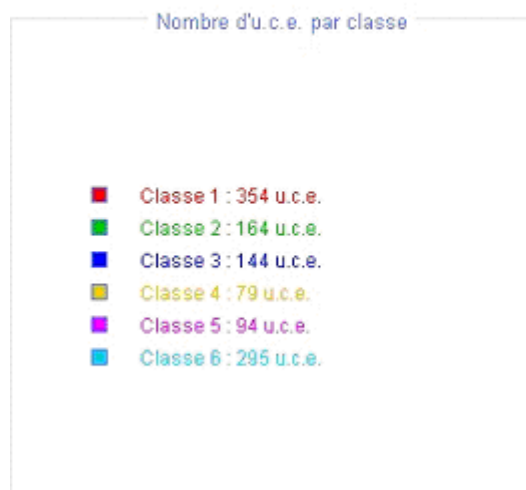 Nombre d'u.c.e. par classe
Classe 1 : 354 u.c.e.
Classe 2 : 164 u.c.e.
Classe 3 : 144 u.c.e.
Classe 4 : 79 u.c.e.
Classe 5 : 94 u.c.e.
Classe 6 : 295 u.c.e.